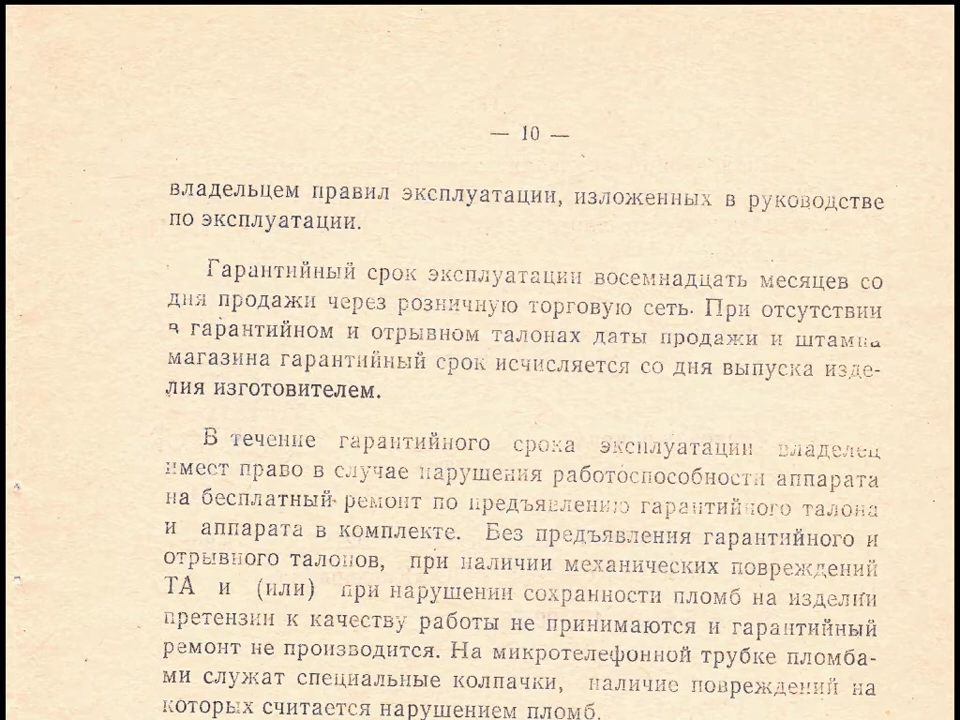 — 10 —
владельцем правил эксплуатации, изложенных в руководстве
по эксплуатации.
Гарантийный срок эксплуатации восемнадцать месяцев со
дня продажи через розничную торговую сеть. При отсутствии
в гарантийном и отрывном талонах даты продажи и штампа
магазина гарантийный срок исчисляется со дня выпуска изде-
лия изготовителем.
В течение гарантийного срока эксплуатации владелец
имеет право в случае нарушения работоспособности аппарата
на бесплатный ремонт по предъявлению гарантийного талона
и аппарата в комплекте. Без предъявления гарантийного и
отрывного талонов, при наличии механических повреждений
ТА и (или) при нарушении сохранности пломб на изделии
претензии к качеству работы не принимаются и гарантийный
ремонт не производится. На микротелефонной трубке пломба-
ми служат специальные колпачки, наличие повреждений на
которых считается нарушением пломб.